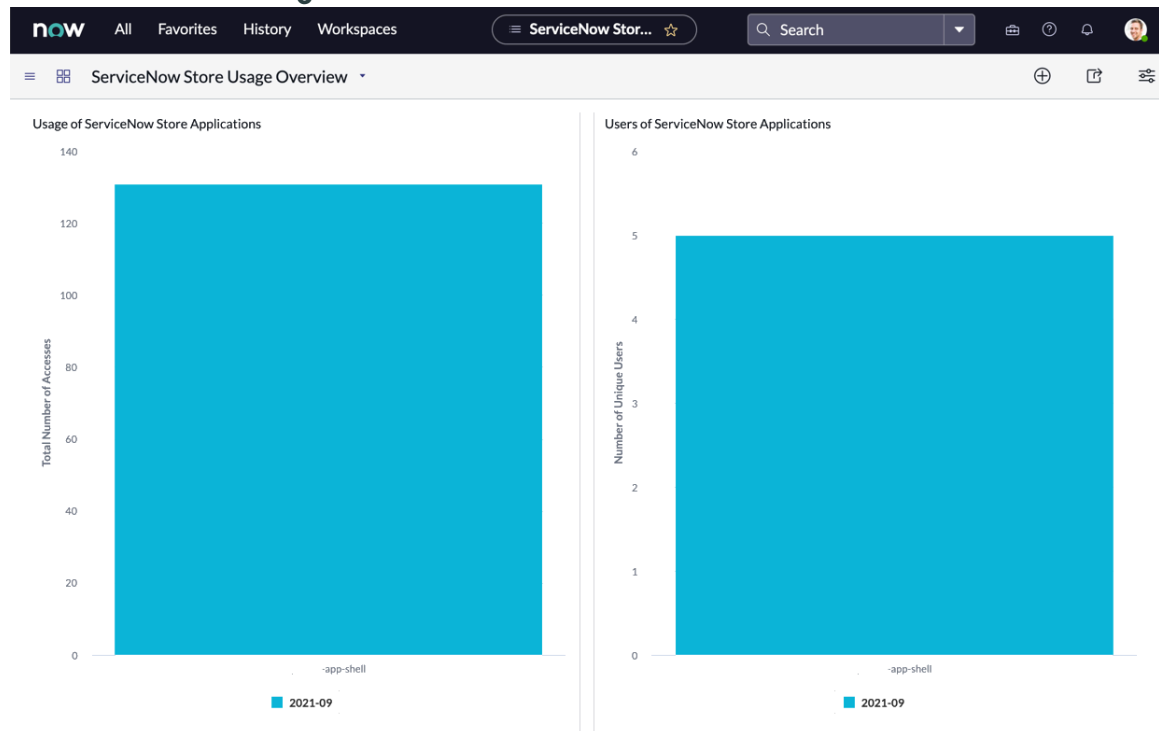 now All Favorites History Workspaces ServiceNow Stor... Search
ServiceNow Store Usage Overview
Usage of ServiceNow Store Applications
140
120
100
80
60
40
20
0
Total Number of Accesses
-app-shell
2021-09
Users of ServiceNow Store Applications
6
5
4
3
2
1
0
Number of Unique Users
-app-shell
2021-09